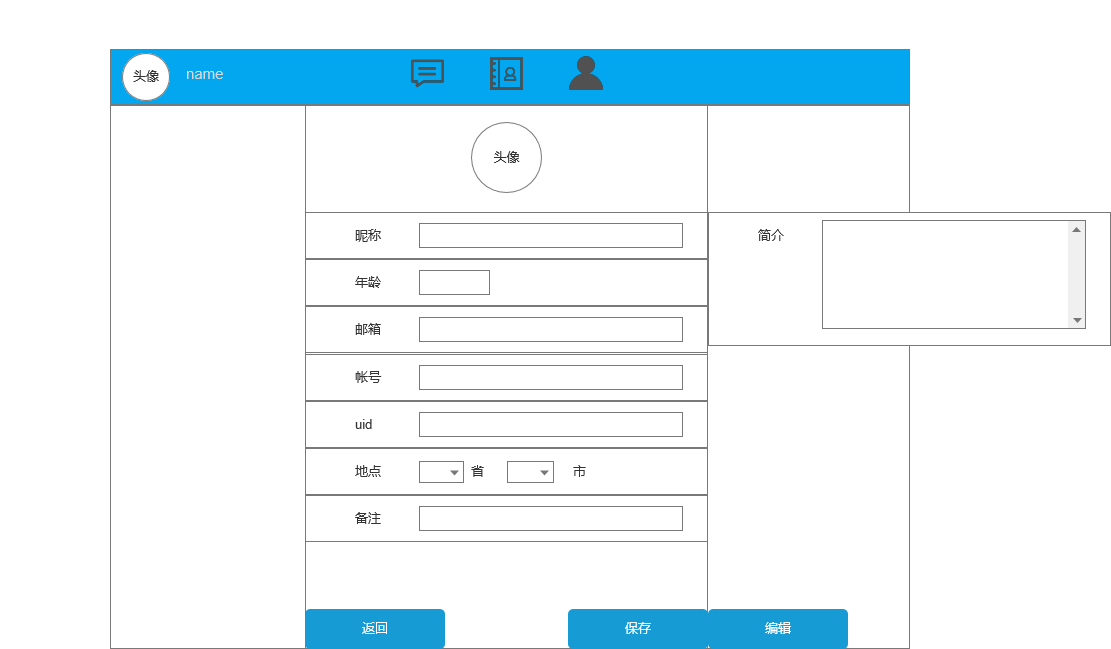 头像
name
头像
昵称
简介
年龄
邮箱
帐号
uid
地点 省 市
备注
返回
保存
编辑